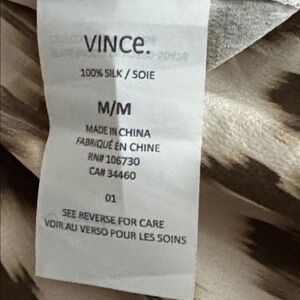 VINCE.
100% SILK / SOIE
M/M
MADE IN CHINA
FABRIQUÉ EN CHINE
RN# 106730
CA# 34460
01
SEE REVERSE FOR CARE
VOIR AU VERSO POUR LES SOINS